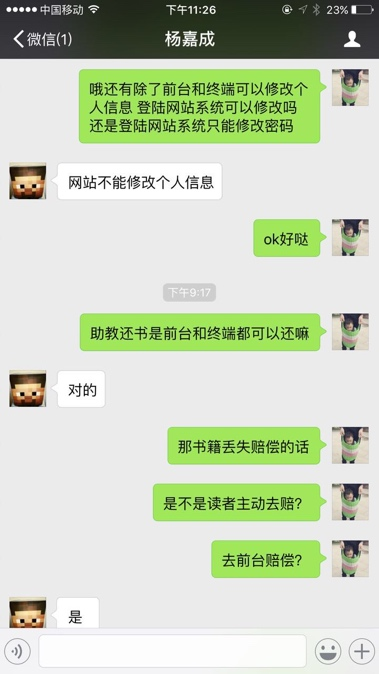 中国移动 下午11:26 23%
微信(1) 杨嘉成
哦还有除了前台和终端可以修改个
人信息 登陆网站系统可以修改吗
还是登陆网站系统只能修改密码
网站不能修改个人信息
ok好哒
下午9:17
助教还书是前台和终端都可以还嘛
对的
那书籍丢失赔偿的话
是不是读者主动去赔?
去前台赔偿?
是